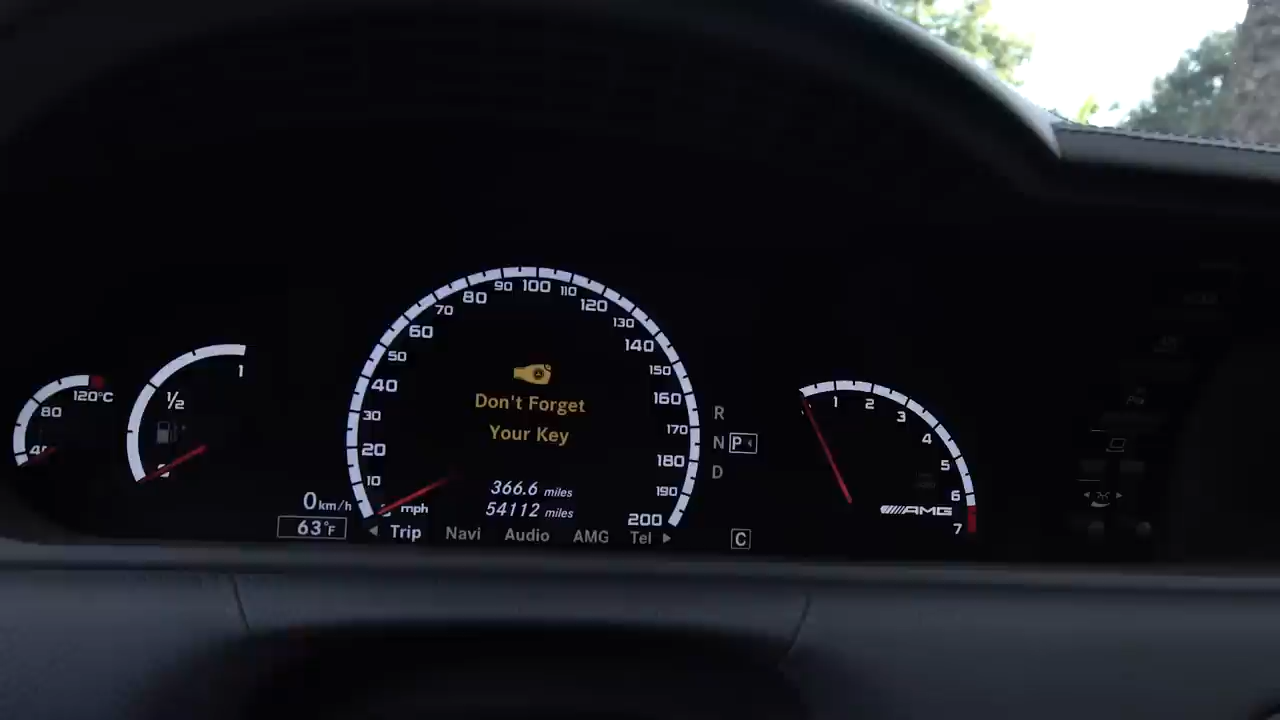 120°C
80
40
1
½
0 km/h
63°F
0
10
20
30
40
50
60
70
80
90
100
110
120
130
140
150
160
170
180
190
200
mph
Don't Forget
Your Key
366.6 miles
54112 miles
Trip Navi Audio AMG Tel
R
N P
D
C
1
2
3
4
5
6
7
AMG